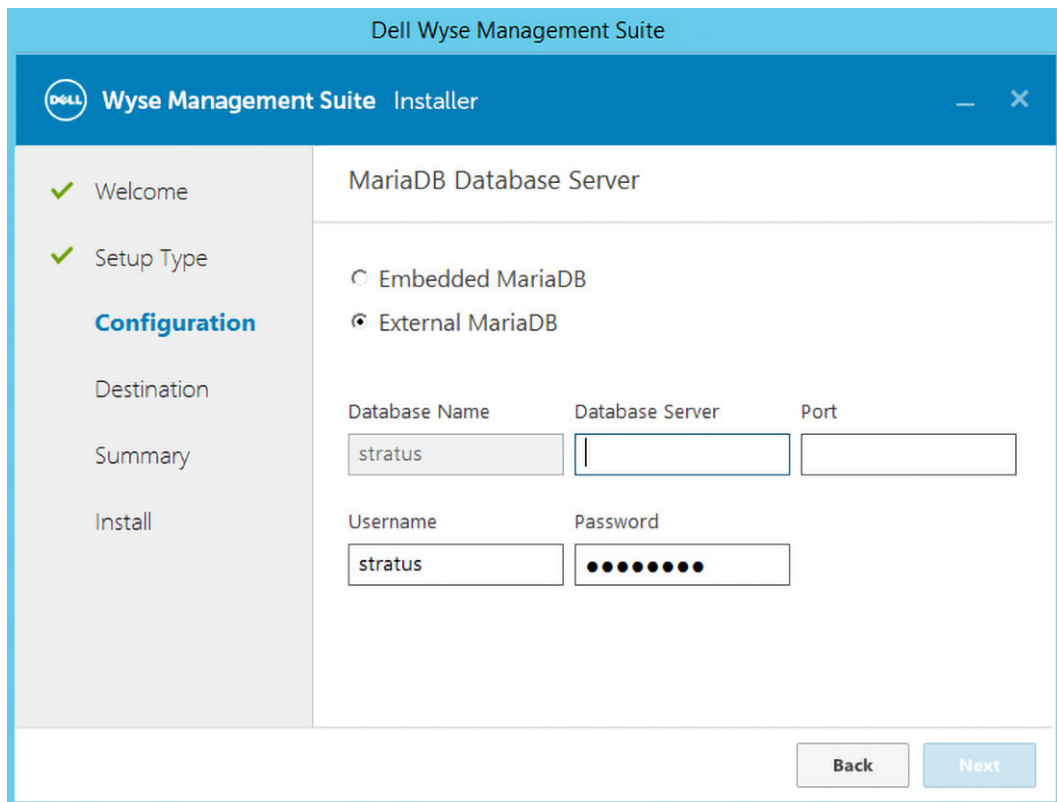 Dell Wyse Management Suite
DELL Wyse Management Suite Installer
Welcome
Setup Type
Configuration
Destination
Summary
Install
MariaDB Database Server
Embedded MariaDB
External MariaDB
Database Name Database Server Port
stratus
Username Password
stratus ●●●●●●●●
Back Next